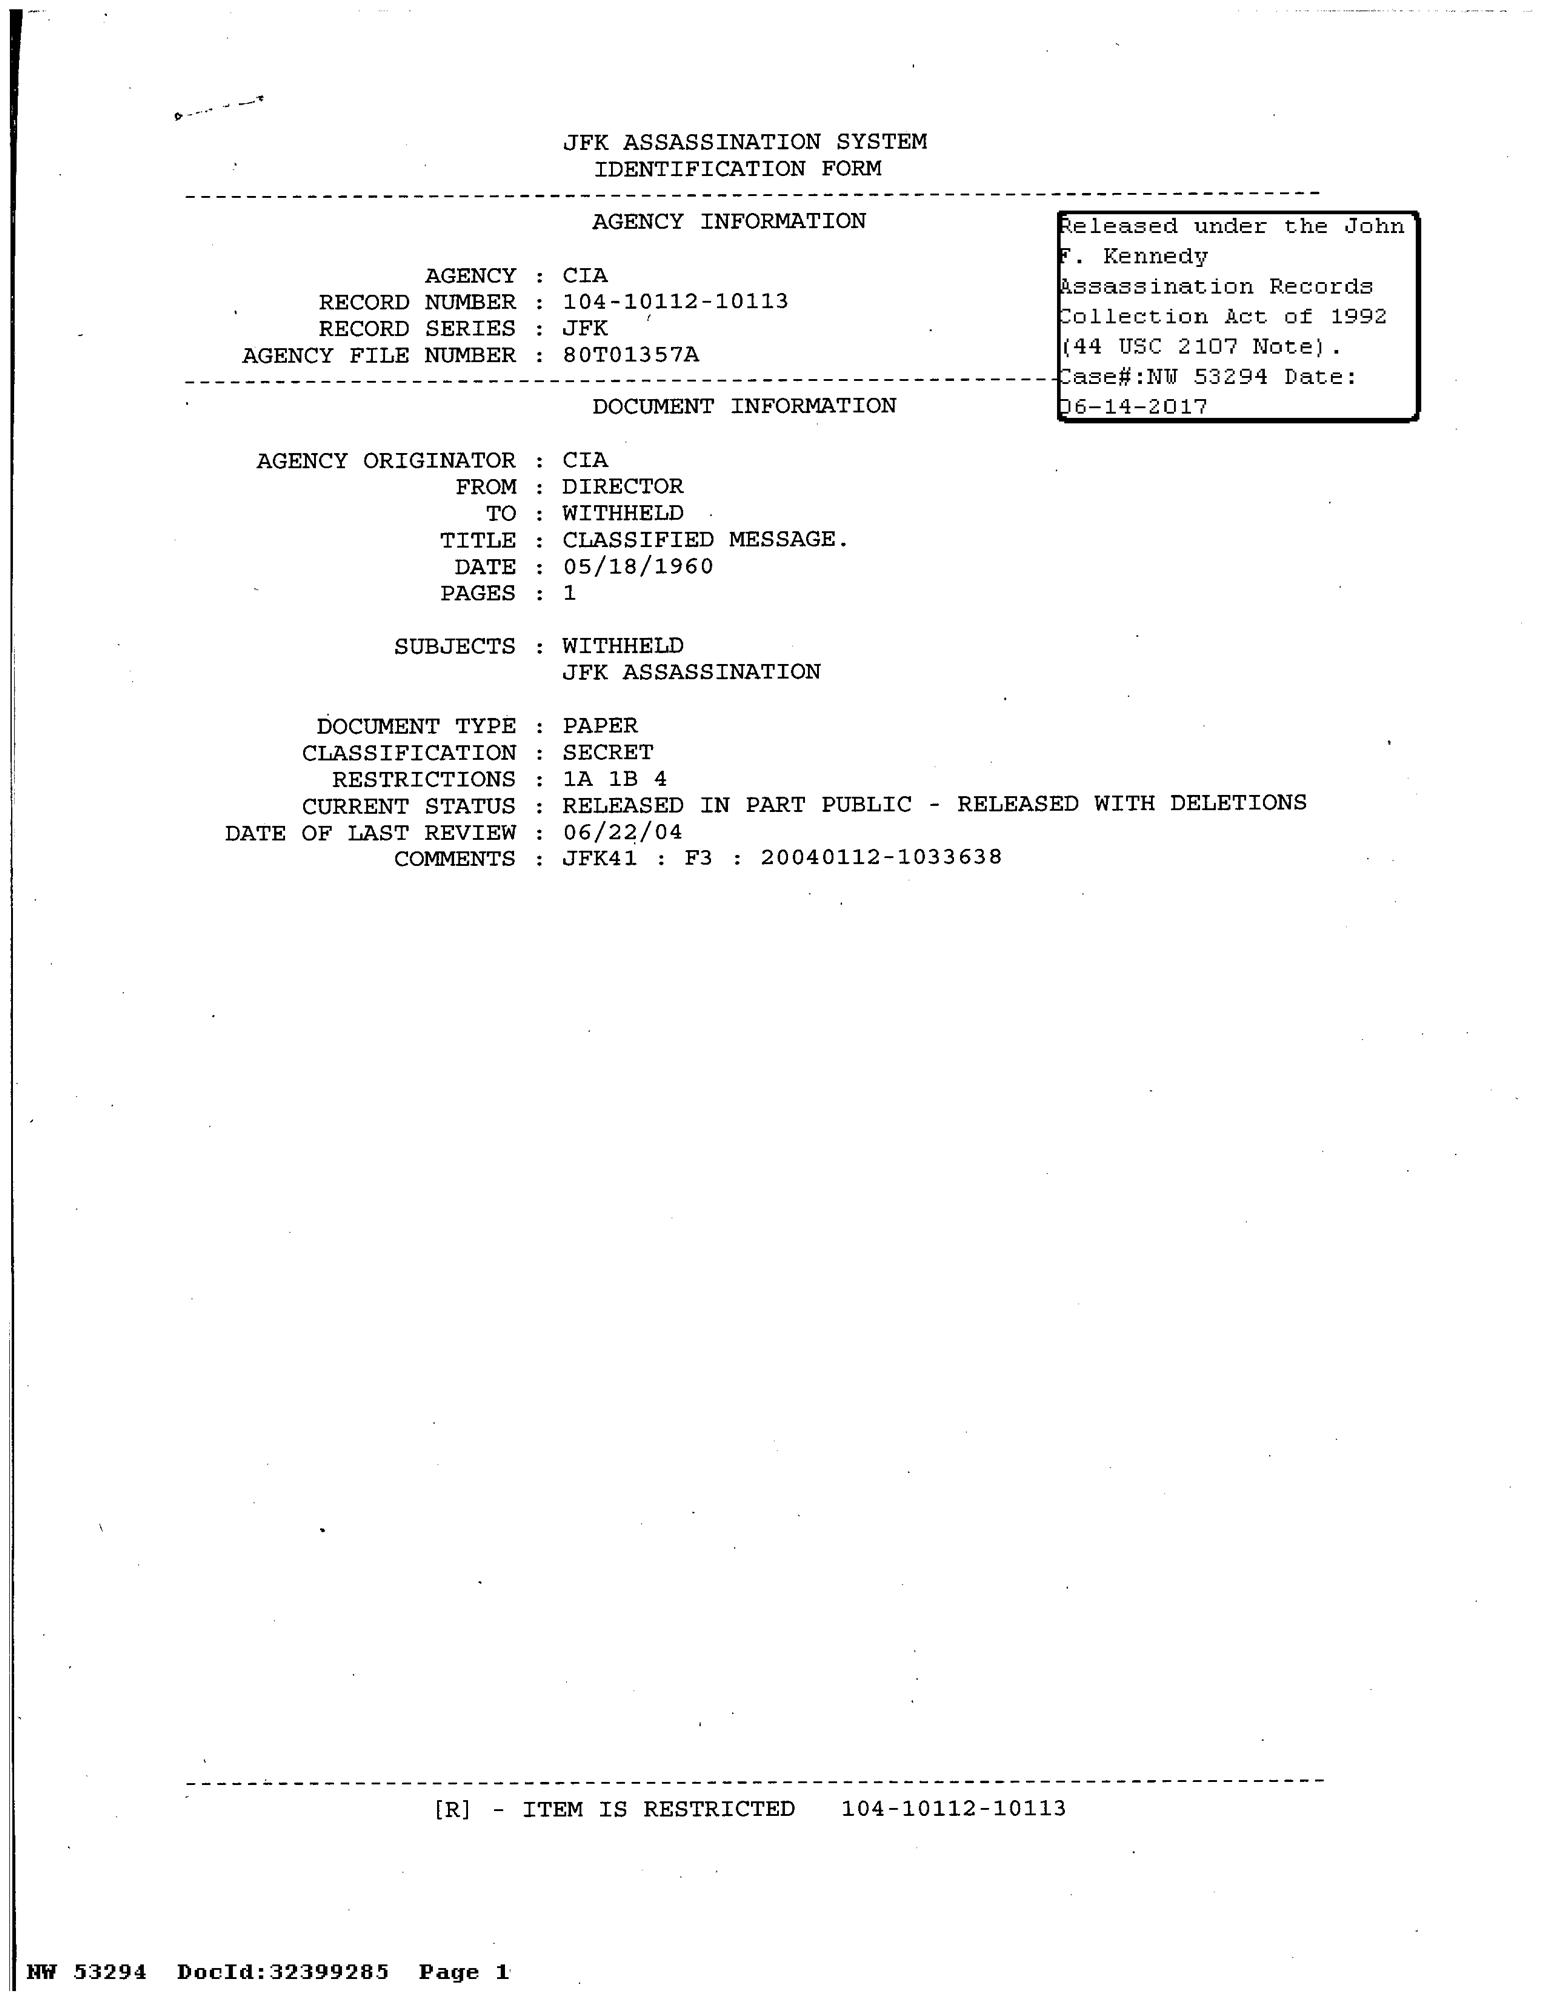 JFK ASSASSINATION SYSTEM
IDENTIFICATION FORM
--------------------------------------------------------------------------
AGENCY INFORMATION
Released under the John
F. Kennedy
Assassination Records
Collection Act of 1992
(44 USC 2107 Note).
Case#:NW 53294 Date:
06-14-2017
AGENCY : CIA
RECORD NUMBER : 104-10112-10113
RECORD SERIES : JFK
AGENCY FILE NUMBER : 80T01357A
--------------------------------------------------------------------------
DOCUMENT INFORMATION
AGENCY ORIGINATOR : CIA
FROM : DIRECTOR
TO : WITHHELD
TITLE : CLASSIFIED MESSAGE.
DATE : 05/18/1960
PAGES : 1
SUBJECTS : WITHHELD
JFK ASSASSINATION
DOCUMENT TYPE : PAPER
CLASSIFICATION : SECRET
RESTRICTIONS : 1A 1B 4
CURRENT STATUS : RELEASED IN PART PUBLIC - RELEASED WITH DELETIONS
DATE OF LAST REVIEW : 06/22/04
COMMENTS : JFK41 : F3 : 20040112-1033638
--------------------------------------------------------------------------
[R] - ITEM IS RESTRICTED 104-10112-10113
NW 53294 DocId:32399285 Page 1